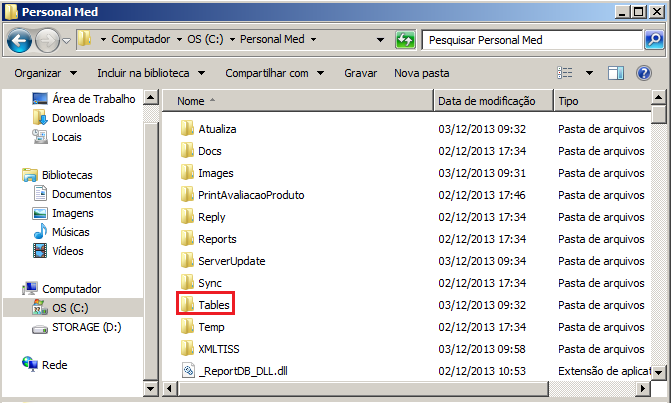 Personal Med
Computador OS (C:) Personal Med
Pesquisar Personal Med
Organizar Incluir na biblioteca Compartilhar com Gravar Nova pasta
Área de Trabalho
Downloads
Locais
Bibliotecas
Documentos
Imagens
Músicas
Vídeos
Computador
OS (C:)
STORAGE (D:)
Rede
Nome Data de modificação Tipo
Atualiza 03/12/2013 09:32 Pasta de arquivos
Docs 02/12/2013 17:34 Pasta de arquivos
Images 03/12/2013 09:31 Pasta de arquivos
PrintAvaliacaoProduto 02/12/2013 17:46 Pasta de arquivos
Reply 02/12/2013 17:34 Pasta de arquivos
Reports 02/12/2013 17:34 Pasta de arquivos
ServerUpdate 03/12/2013 09:32 Pasta de arquivos
Sync 02/12/2013 17:34 Pasta de arquivos
Tables 03/12/2013 09:32 Pasta de arquivos
Temp 02/12/2013 17:34 Pasta de arquivos
XMLTISS 03/12/2013 09:58 Pasta de arquivos
_ReportDB_DLL.dll 02/12/2013 10:53 Extensão de aplicat